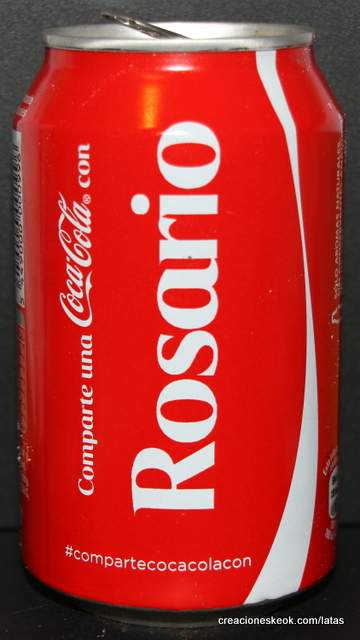 Comparte una Coca-Cola® con
Rosario
#compartecocacolacon
creacioneskeok.com/latas